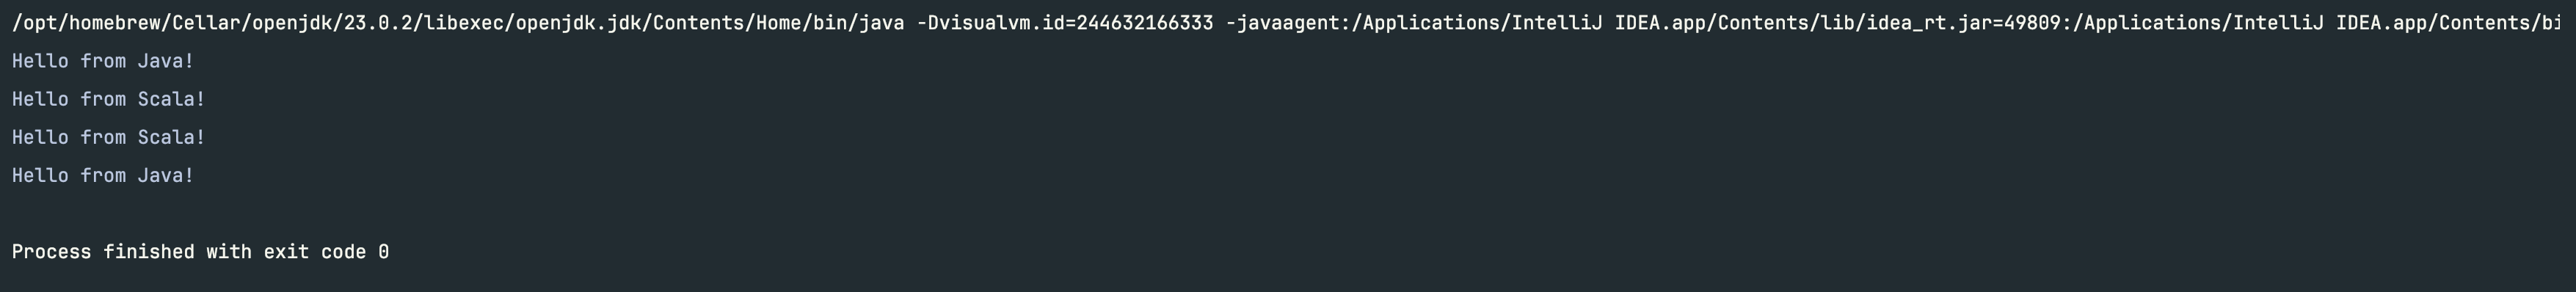 /opt/homebrew/Cellar/openjdk/23.0.2/libexec/openjdk.jdk/Contents/Home/bin/java -Dvisualvm.id=244632166333 -javaagent:/Applications/IntelliJ IDEA.app/Contents/lib/idea_rt.jar=49809:/Applications/IntelliJ IDEA.app/Contents/bi
Hello from Java!
Hello from Scala!
Hello from Scala!
Hello from Java!
Process finished with exit code 0